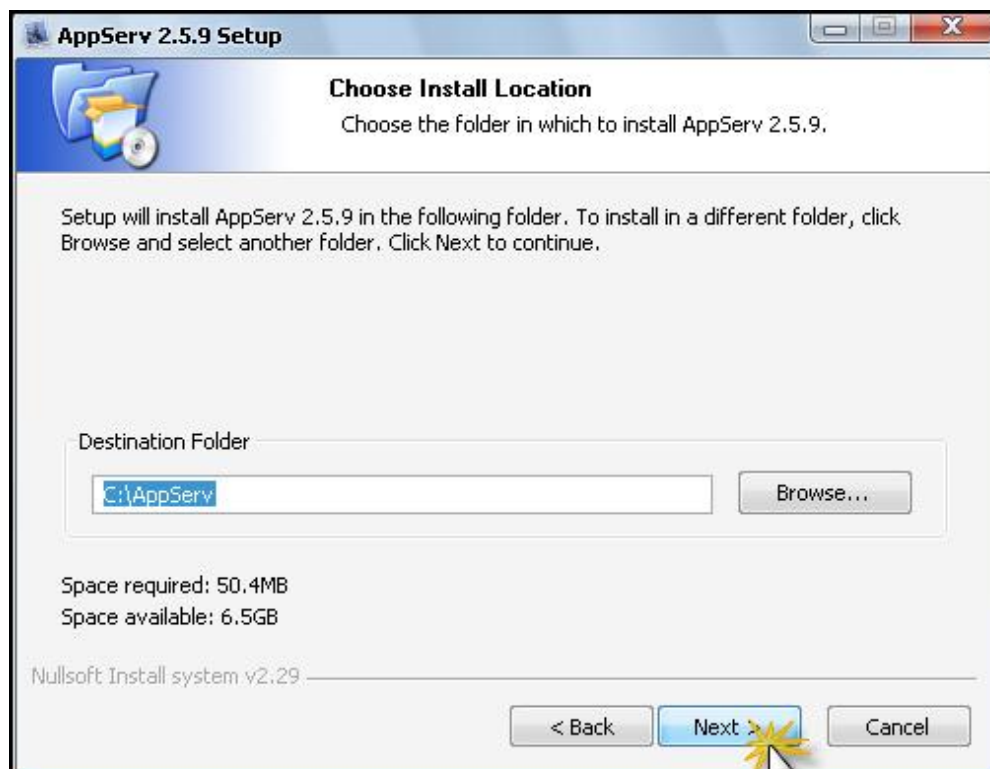 AppServ 2.5.9 Setup
Choose Install Location
Choose the folder in which to install AppServ 2.5.9.
Setup will install AppServ 2.5.9 in the following folder. To install in a different folder, click
Browse and select another folder. Click Next to continue.
Destination Folder
C:\AppServ
Browse...
Space required: 50.4MB
Space available: 6.5GB
Nullsoft Install system v2.29
< Back
Next >
Cancel